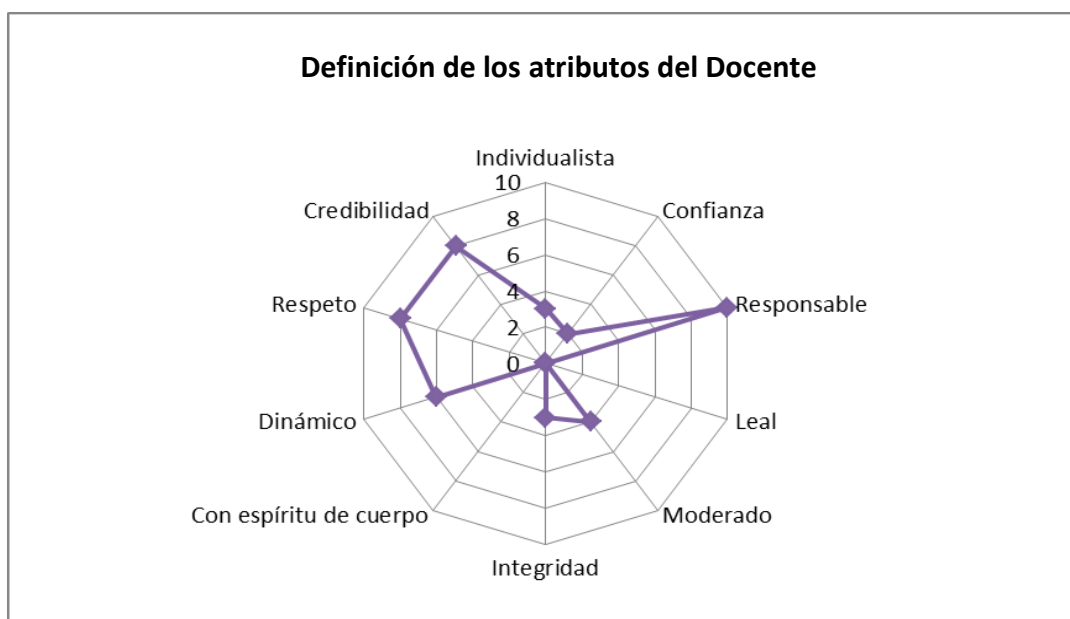 Definición de los atributos del Docente
Individualista
10
Credibilidad
Confianza
8
6
Respeto
4
Responsable
2
0
Dinámico
Leal
Con espíritu de cuerpo
Moderado
Integridad